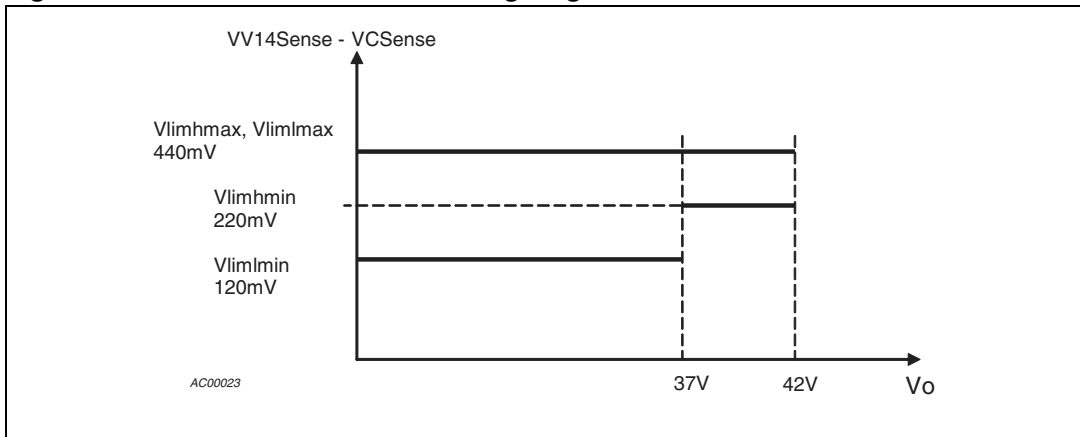 VV14Sense - VCSense
Vlimhmax, Vlimlmax
440mV
Vlimhmin
220mV
Vlimlmin
120mV
37V
42V
Vo
AC00023